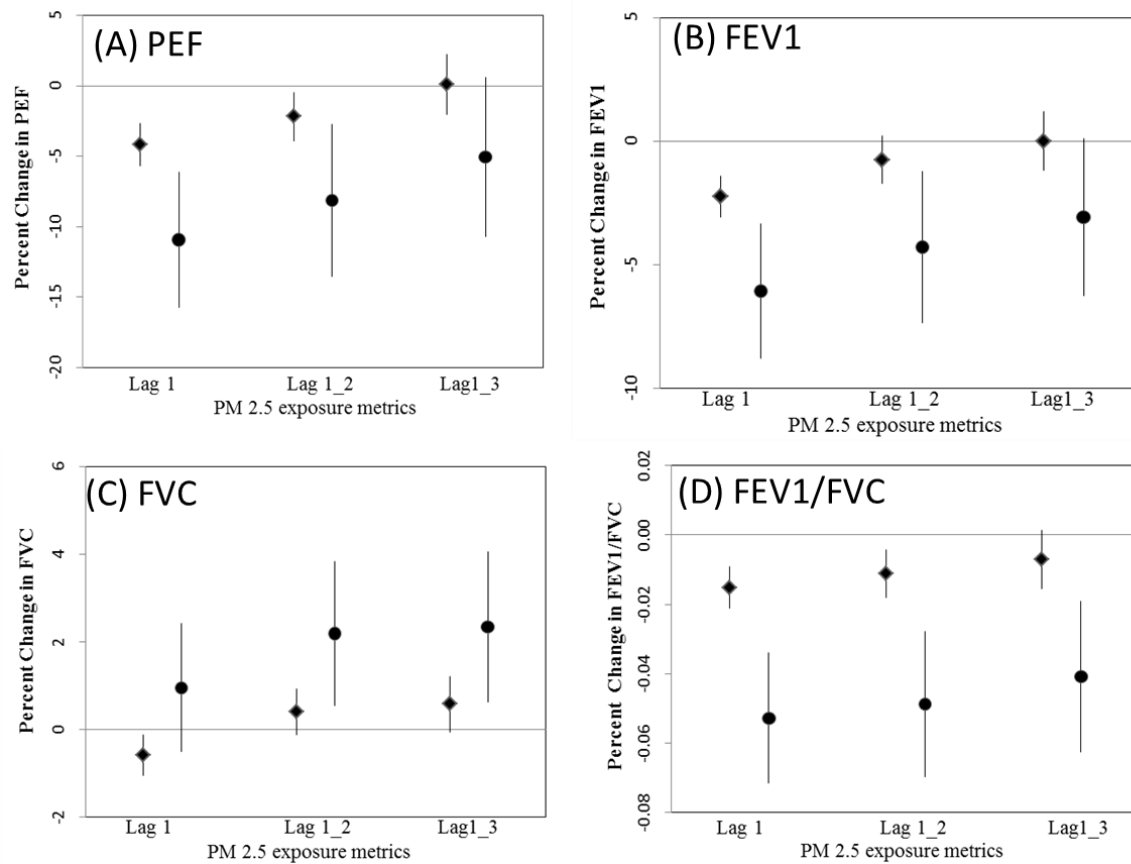 (A) PEF
Percent Change in PEF
5
0
-5
-10
-15
-20
Lag 1
Lag 1_2
Lag1_3
PM 2.5 exposure metrics
(B) FEV1
Percent Change in FEV1
5
0
-5
-10
Lag 1
Lag 1_2
Lag1_3
PM 2.5 exposure metrics
(C) FVC
Percent Change in FVC
6
4
2
0
-2
Lag 1
Lag 1_2
Lag1_3
PM 2.5 exposure metrics
(D) FEV1/FVC
Percent Change in FEV1/FVC
0.02
0.00
-0.02
-0.04
-0.06
-0.08
Lag 1
Lag 1_2
Lag1_3
PM 2.5 exposure metrics